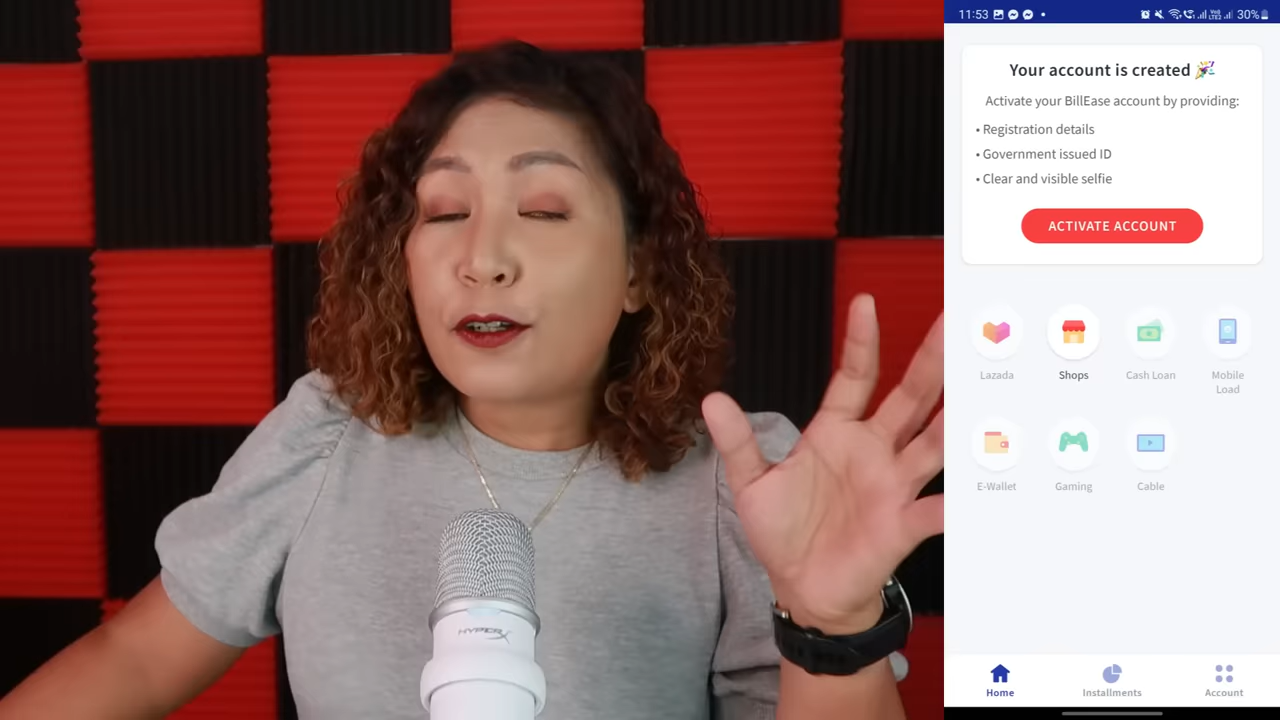 11:53
30%
Your account is created
Activate your BillEase account by providing:
• Registration details
• Government issued ID
• Clear and visible selfie
ACTIVATE ACCOUNT
Lazada
Shops
Cash Loan
Mobile
Load
E-Wallet
Gaming
Cable
HYPERX
Home
Installments
Account